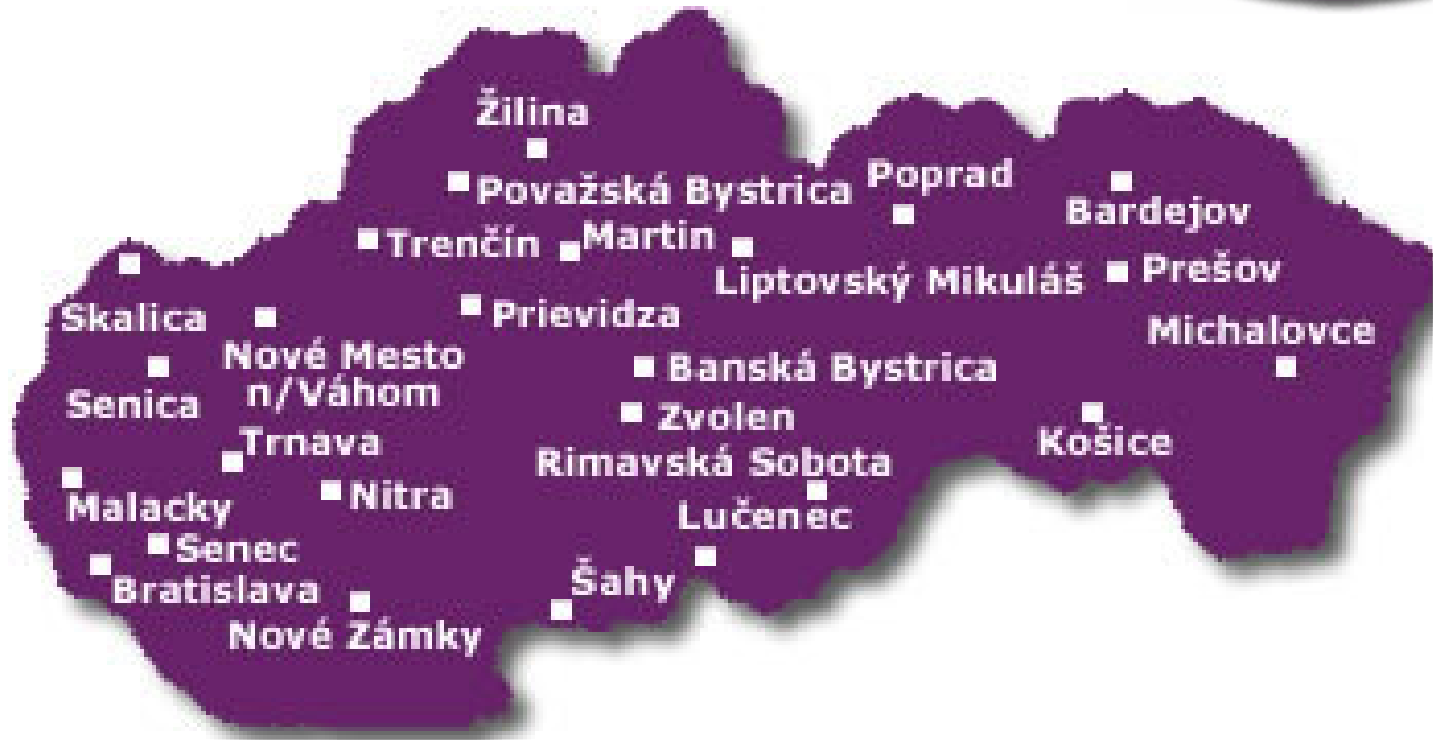 Žilina
Považská Bystrica
Poprad
Bardejov
Trenčín
Martin
Liptovský Mikuláš
Prešov
Skalica
Prievidza
Michalovce
Nové Mesto
n/Váhom
Banská Bystrica
Senica
Zvolen
Trnava
Košice
Rimavská Sobota
Malacky
Nitra
Lučenec
Senec
Bratislava
Šahy
Nové Zámky